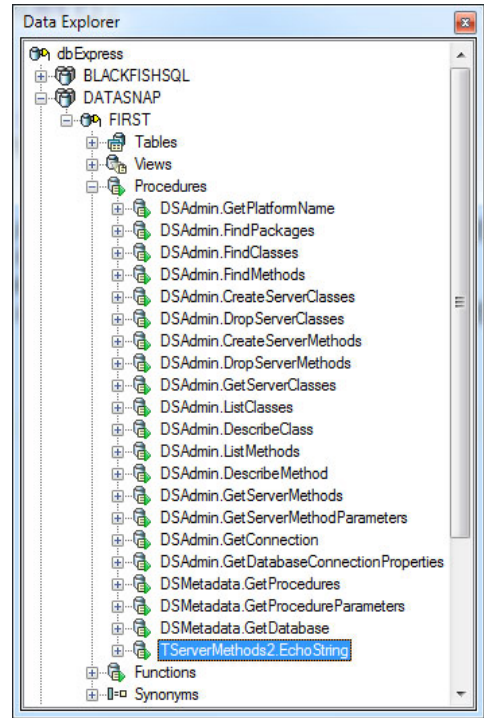 Data Explorer
dbExpress
BLACKFISHSQL
DATASNAP
FIRST
Tables
Views
Procedures
DSAdmin.GetPlatformName
DSAdmin.FindPackages
DSAdmin.FindClasses
DSAdmin.FindMethods
DSAdmin.CreateServerClasses
DSAdmin.DropServerClasses
DSAdmin.CreateServerMethods
DSAdmin.DropServerMethods
DSAdmin.GetServerClasses
DSAdmin.ListClasses
DSAdmin.DescribeClass
DSAdmin.ListMethods
DSAdmin.DescribeMethod
DSAdmin.GetServerMethods
DSAdmin.GetServerMethodParameters
DSAdmin.GetConnection
DSAdmin.GetDatabaseConnectionProperties
DSMetadata.GetProcedures
DSMetadata.GetProcedureParameters
DSMetadata.GetDatabase
TServerMethods2.EchoString
Functions
Synonyms